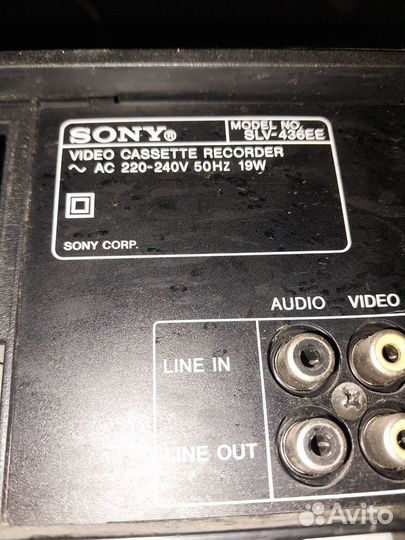 SONY®
MODEL NO.
SLV-436EE
VIDEO CASSETTE RECORDER
~ AC 220-240V 50HZ 19W
SONY CORP.
AUDIO VIDEO
LINE IN
LINE OUT
Avito